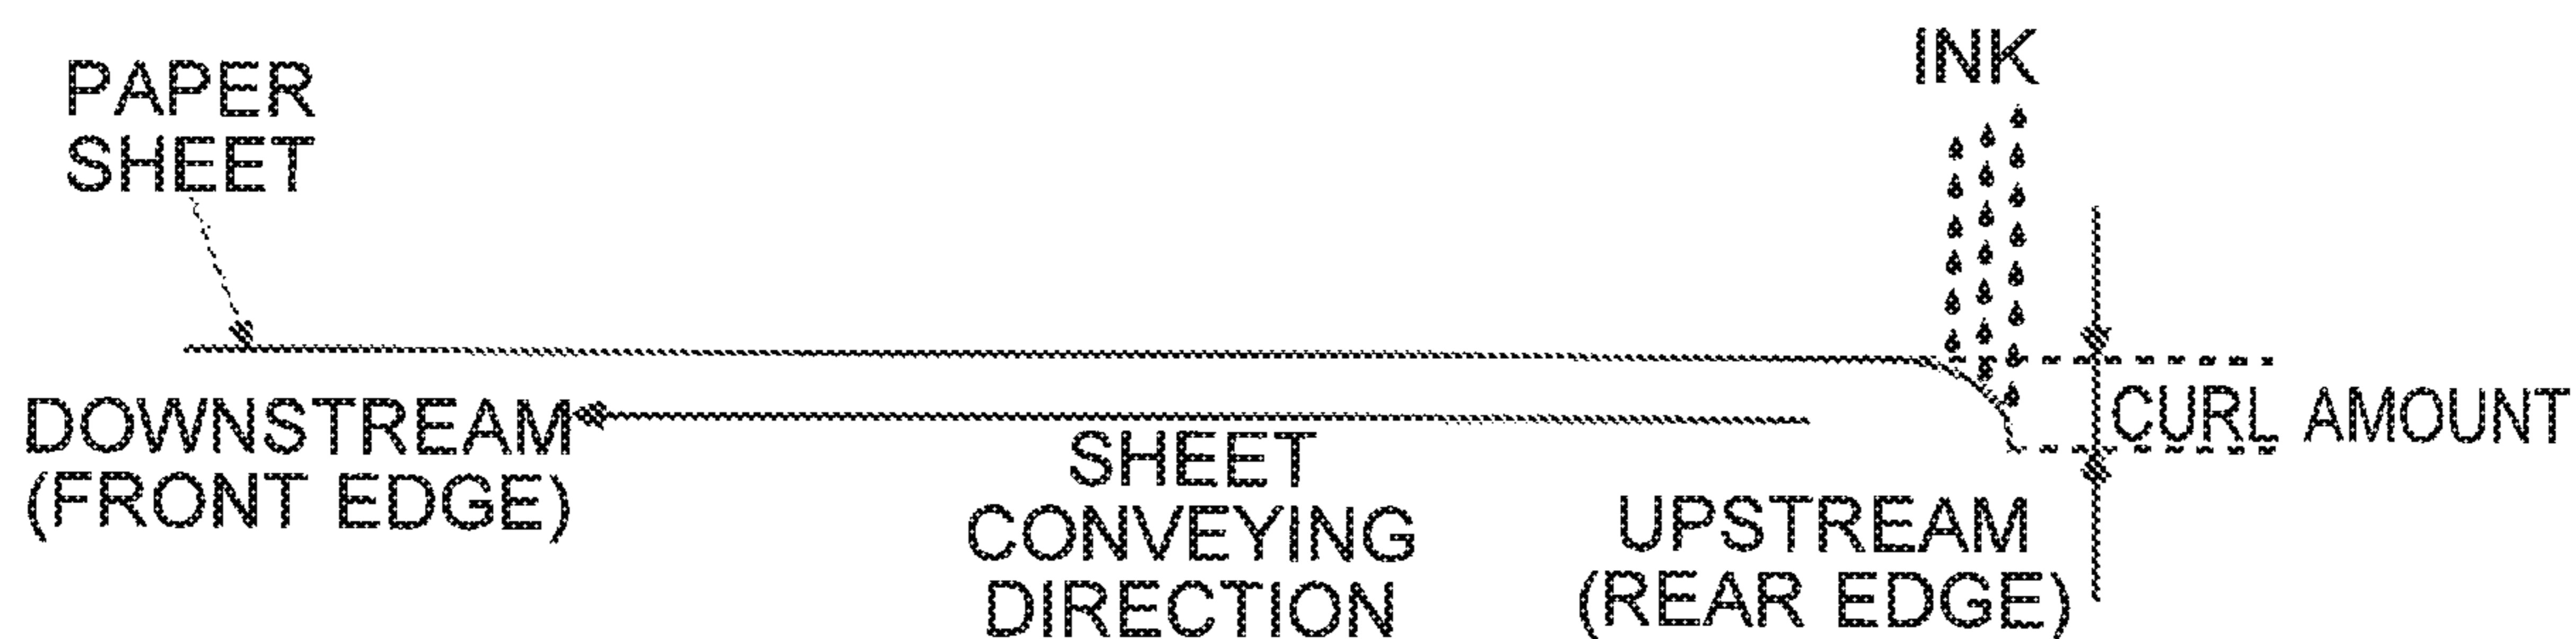 PAPER
SHEET
INK
DOWNSTREAM
(FRONT EDGE)
SHEET
CONVEYING
DIRECTION
UPSTREAM
(REAR EDGE)
CURL AMOUNT